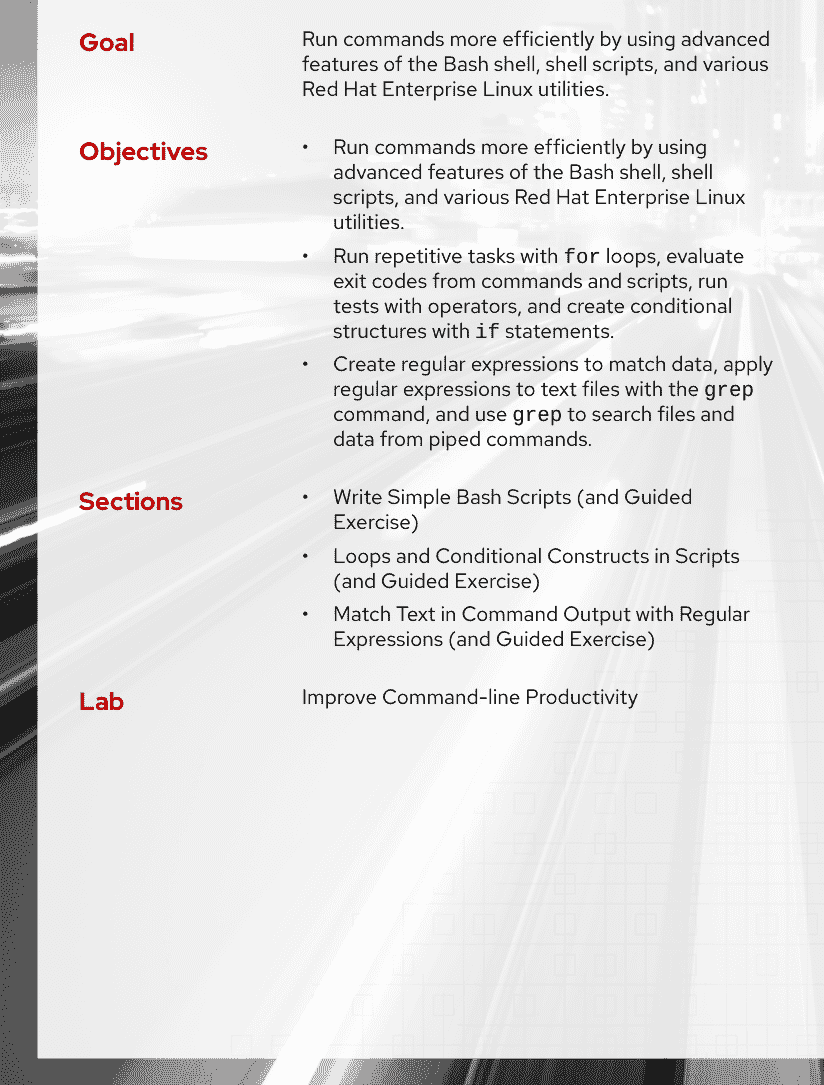 Goal
Run commands more efficiently by using advanced
features of the Bash shell, shell scripts, and various
Red Hat Enterprise Linux utilities.
Objectives
• Run commands more efficiently by using
advanced features of the Bash shell, shell
scripts, and various Red Hat Enterprise Linux
utilities.
• Run repetitive tasks with for loops, evaluate
exit codes from commands and scripts, run
tests with operators, and create conditional
structures with if statements.
• Create regular expressions to match data, apply
regular expressions to text files with the grep
command, and use grep to search files and
data from piped commands.
Sections
• Write Simple Bash Scripts (and Guided
Exercise)
• Loops and Conditional Constructs in Scripts
(and Guided Exercise)
• Match Text in Command Output with Regular
Expressions (and Guided Exercise)
Lab
Improve Command-line Productivity